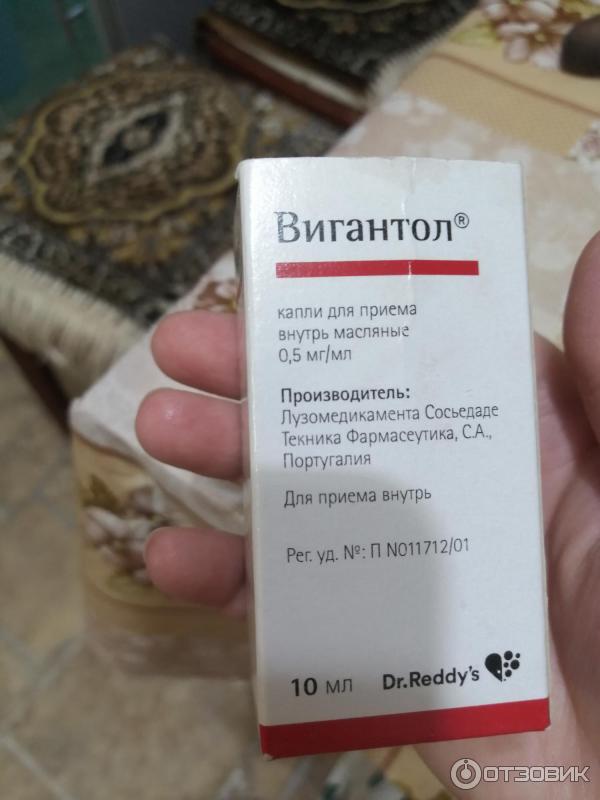 Вигантол®
капли для приема
внутрь масляные
0,5 мг/мл
Производитель:
Лузомедикамента Сосьедаде
Текника Фармасеутика, С.А.,
Португалия
Для приема внутрь
Рег. уд. №: П N011712/01
10 мл Dr.Reddy's
ОТЗОВИК